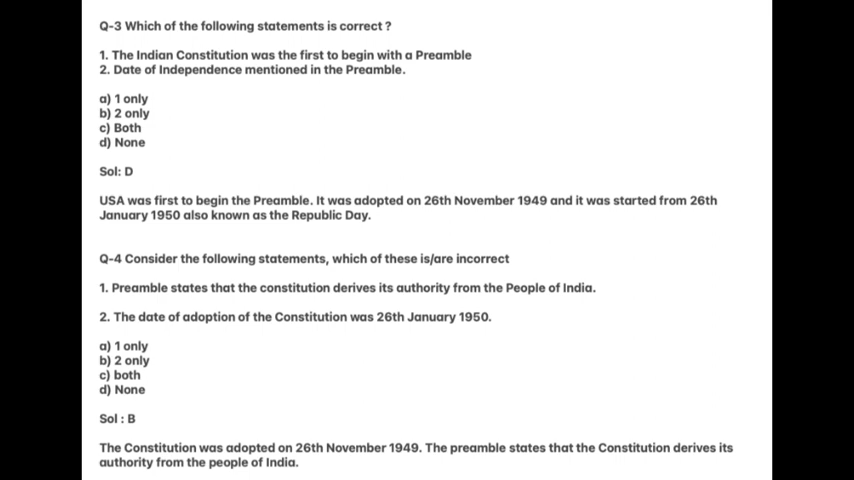 Q-3 Which of the following statements is correct ?
1. The Indian Constitution was the first to begin with a Preamble
2. Date of Independence mentioned in the Preamble.
a) 1 only
b) 2 only
c) Both
d) None
Sol: D
USA was first to begin the Preamble. It was adopted on 26th November 1949 and it was started from 26th
January 1950 also known as the Republic Day.
Q-4 Consider the following statements, which of these is/are incorrect
1. Preamble states that the constitution derives its authority from the People of India.
2. The date of adoption of the Constitution was 26th January 1950.
a) 1 only
b) 2 only
c) both
d) None
Sol : B
The Constitution was adopted on 26th November 1949. The preamble states that the Constitution derives its
authority from the people of India.